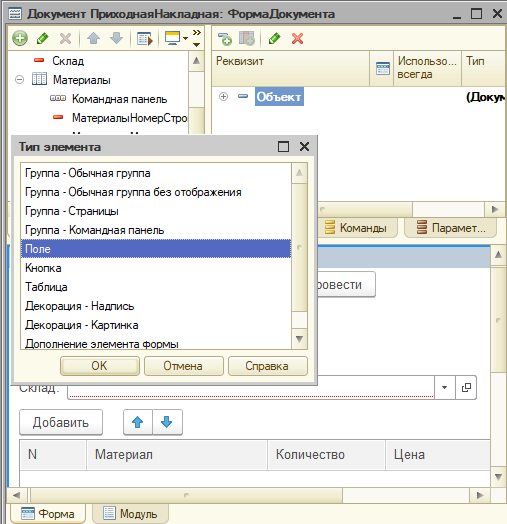 Документ ПриходнаяНакладная: ФормаДокумента
Склад
Материалы
Командная панель
МатериалыНомерСтро
Реквизит
Использо... всегда
Тип
Объект
(Докум
Тип элемента
Группа - Обычная группа
Группа - Обычная группа без отображения
Группа - Страницы
Группа - Командная панель
Поле
Кнопка
Таблица
Декорация - Надпись
Декорация - Картинка
Дополнение элемента формы
ОК
Отмена
Справка
Команды
Парамет...
ровести
Склад:
Добавить
N
Материал
Количество
Цена
Форма
Модуль